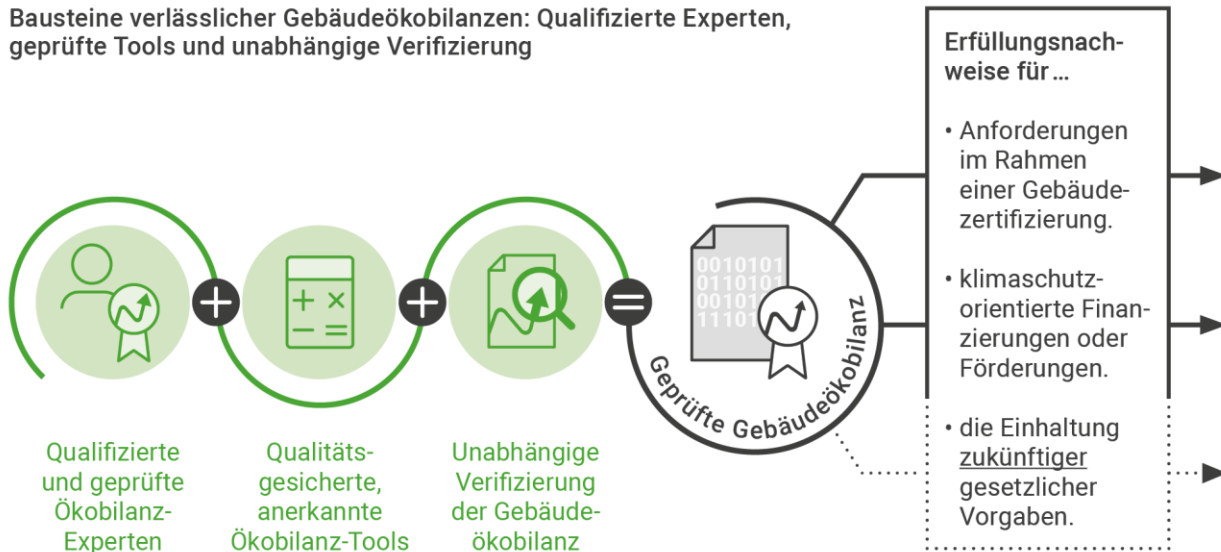 Bausteine verlässlicher Gebäudeökobilanzen: Qualifizierte Experten,
geprüfte Tools und unabhängige Verifizierung
Qualifizierte
und geprüfte
Ökobilanz-
Experten
Qualitäts-
gesicherte,
anerkannte
Ökobilanz-Tools
Unabhängige
Verifizierung
der Gebäude-
ökobilanz
0010101
0110101
00101
11101
Geprüfte Gebäudeökobilanz
Erfüllungsnach-
weise für ...
• Anforderungen
im Rahmen
einer Gebäude-
zertifizierung.
• klimaschutz-
orientierte Finan-
zierungen oder
Förderungen.
• die Einhaltung
zukünftiger
gesetzlicher
Vorgaben.